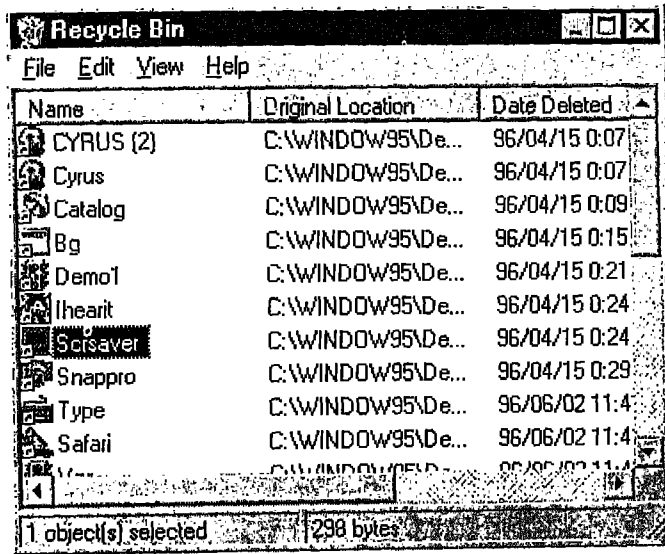 Recycle Bin
File Edit View Help
Name Original Location Date Deleted
CYRUS (2) C:\WINDOW95\De... 96/04/15 0:07
Cyrus C:\WINDOW95\De... 96/04/15 0:07
Catalog C:\WINDOW95\De... 96/04/15 0:09
Bg C:\WINDOW95\De... 96/04/15 0:15
Demo1 C:\WINDOW95\De... 96/04/15 0:21
Ihearit C:\WINDOW95\De... 96/04/15 0:24
Scrsaver C:\WINDOW95\De... 96/04/15 0:24
Snappro C:\WINDOW95\De... 96/04/15 0:29
Type C:\WINDOW95\De... 96/06/02 11:4
Safari C:\WINDOW95\De... 96/06/02 11:4
1 object(s) selected 298 bytes